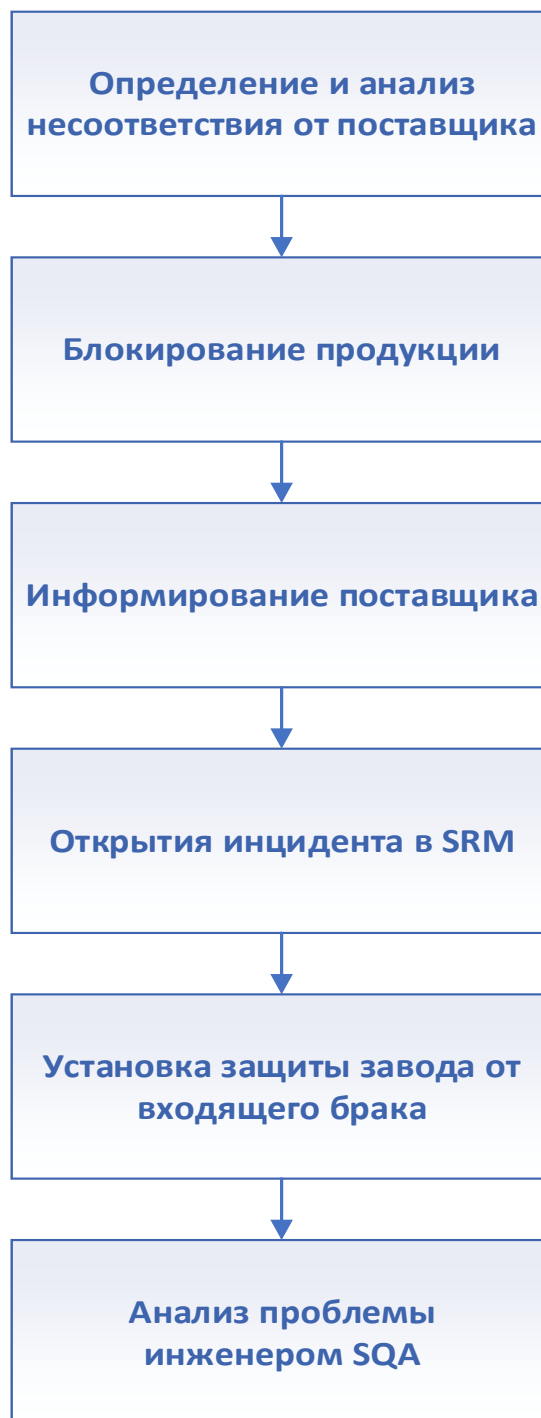 Определение и анализ
несоответствия от поставщика
Блокирование продукции
Информирование поставщика
Открытия инцидента в SRM
Установка защиты завода от
входящего брака
Анализ проблемы
инженером SQA